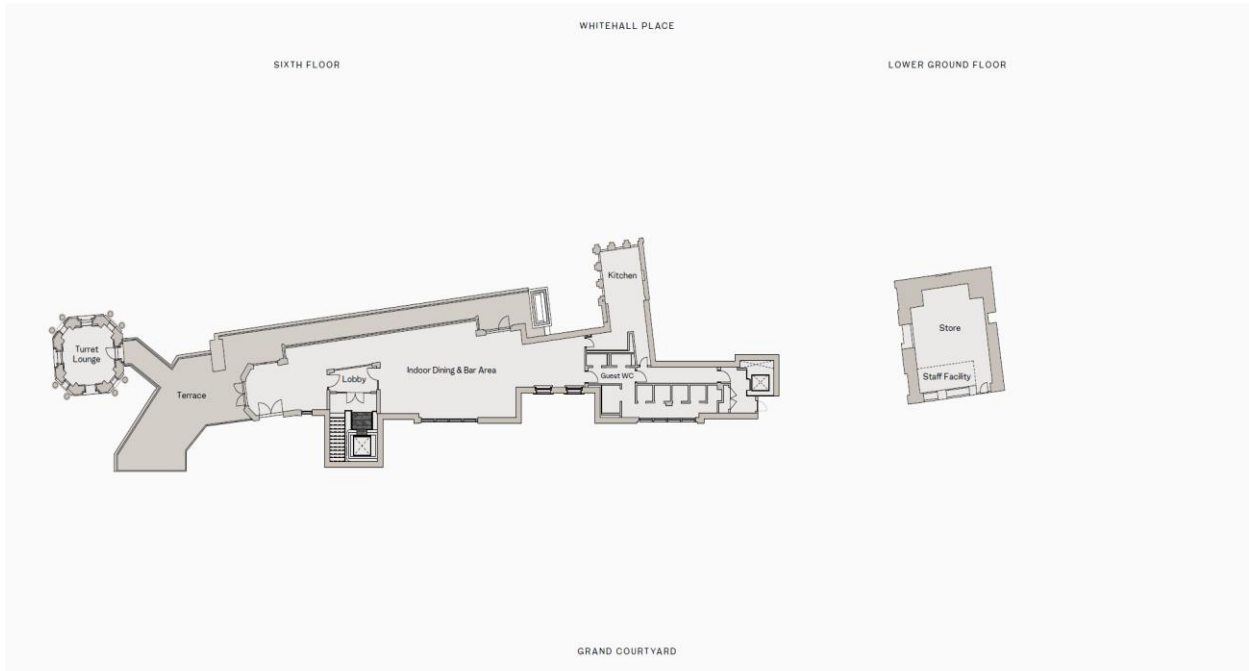 WHITEHALL PLACE
SIXTH FLOOR
LOWER GROUND FLOOR
Kitchen
Turret
Lounge
Store
Indoor Dining & Bar Area
Guest WC
Lobby
Staff Facility
Terrace
GRAND COURTYARD